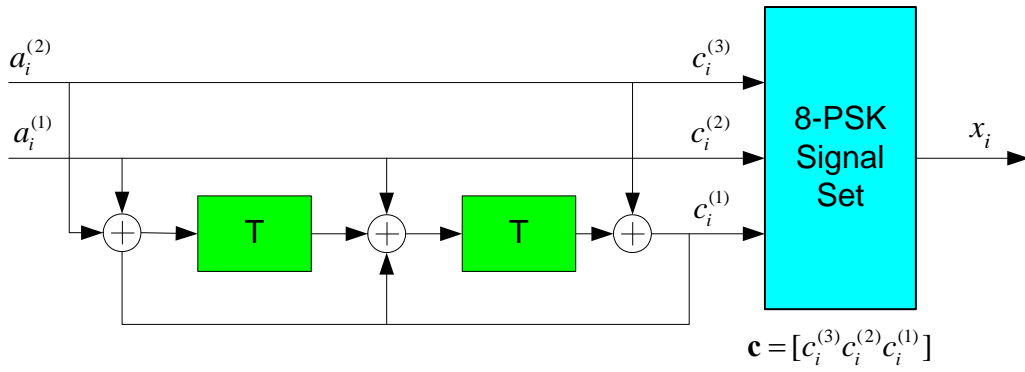 a_i^{(2)}
c_i^{(3)}
a_i^{(1)}
c_i^{(2)}
8-PSK
Signal
Set
x_i
T
T
c_i^{(1)}
𝐜 = [c_i^{(3)} c_i^{(2)} c_i^{(1)}]